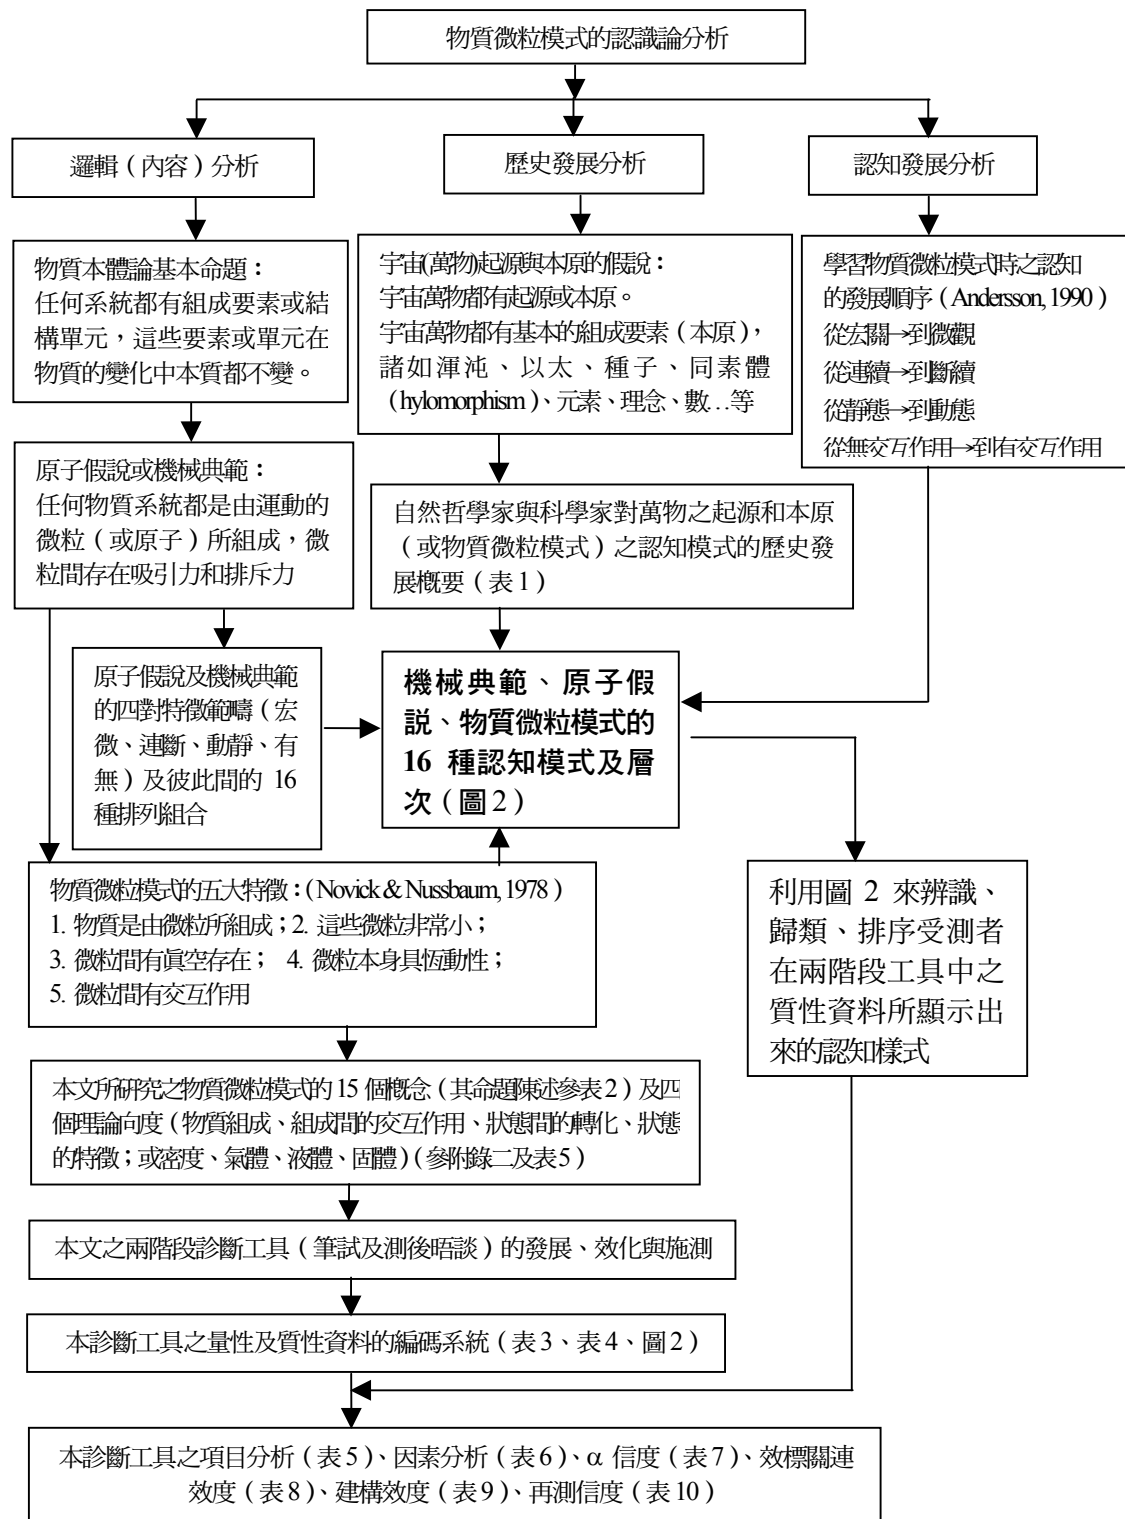 物質微粒模式的認識論分析
邏輯（內容）分析
歷史發展分析
認知發展分析
物質本體論基本命題：
任何系統都有組成要素或結
構單元，這些要素或單元在
物質的變化中本質都不變。
宇宙(萬物)起源與本原的假說：
宇宙萬物都有起源或本原。
宇宙萬物都有基本的組成要素（本原），
諸如渾沌、以太、種子、同素體
（hylomorphism）、元素、理念、數…等
學習物質微粒模式時之認知
的發展順序（Andersson, 1990）
從宏關→到微觀
從連續→到斷續
從靜態→到動態
從無交互作用→到有交互作用
原子假說或機械典範：
任何物質系統都是由運動的
微粒（或原子）所組成，微
粒間存在吸引力和排斥力
自然哲學家與科學家對萬物之起源和本原
（或物質微粒模式）之認知模式的歷史發
展概要（表 1）
原子假說及機械典範
的四對特徵範疇（宏
微、連斷、動靜、有
無）及彼此間的 16
種排列組合
機械典範、原子假
說、物質微粒模式的
16 種認知模式及層
次（圖 2）
物質微粒模式的五大特徵：(Novick & Nussbaum, 1978)
1. 物質是由微粒所組成；2. 這些微粒非常小；
3. 微粒間有真空存在； 4. 微粒本身具恆動性；
5. 微粒間有交互作用
利用圖 2 來辨識、
歸類、排序受測者
在兩階段工具中之
質性資料所顯示出
來的認知樣式
本文所研究之物質微粒模式的 15 個概念（其命題陳述參表 2）及四
個理論向度（物質組成、組成間的交互作用、狀態間的轉化、狀態
的特徵；或密度、氣體、液體、固體）（參附錄二及表 5）
本文之兩階段診斷工具（筆試及測後晤談）的發展、效化與施測
本診斷工具之量性及質性資料的編碼系統（表 3、表 4、圖 2）
本診斷工具之項目分析（表 5）、因素分析（表 6）、α 信度（表 7）、效標關連
效度（表 8）、建構效度（表 9）、再測信度（表 10）